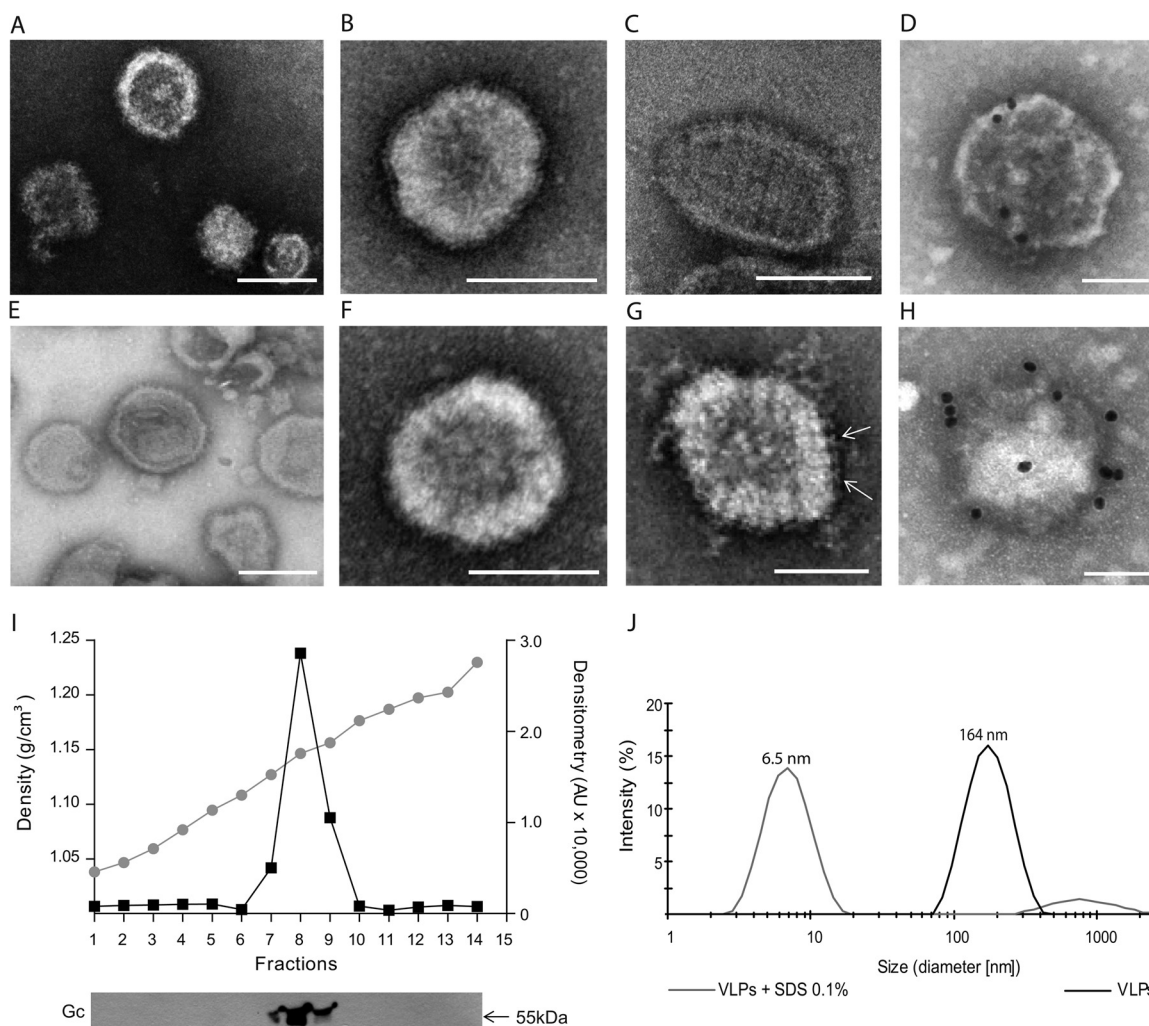 A
B
C
D
E
F
G
H
I
J
1.25
1.20
1.15
1.10
1.05
Density (g/cm³)
3.0
2.0
1.0
0
Densitometry (AU x 10,000)
1 2 3 4 5 6 7 8 9 10 11 12 13 14 15
Fractions
Gc
55kDa
20
15
10
5
Intensity (%)
6.5 nm
164 nm
1 10 100 1000
Size (diameter [nm])
VLPs + SDS 0.1%
VLPs